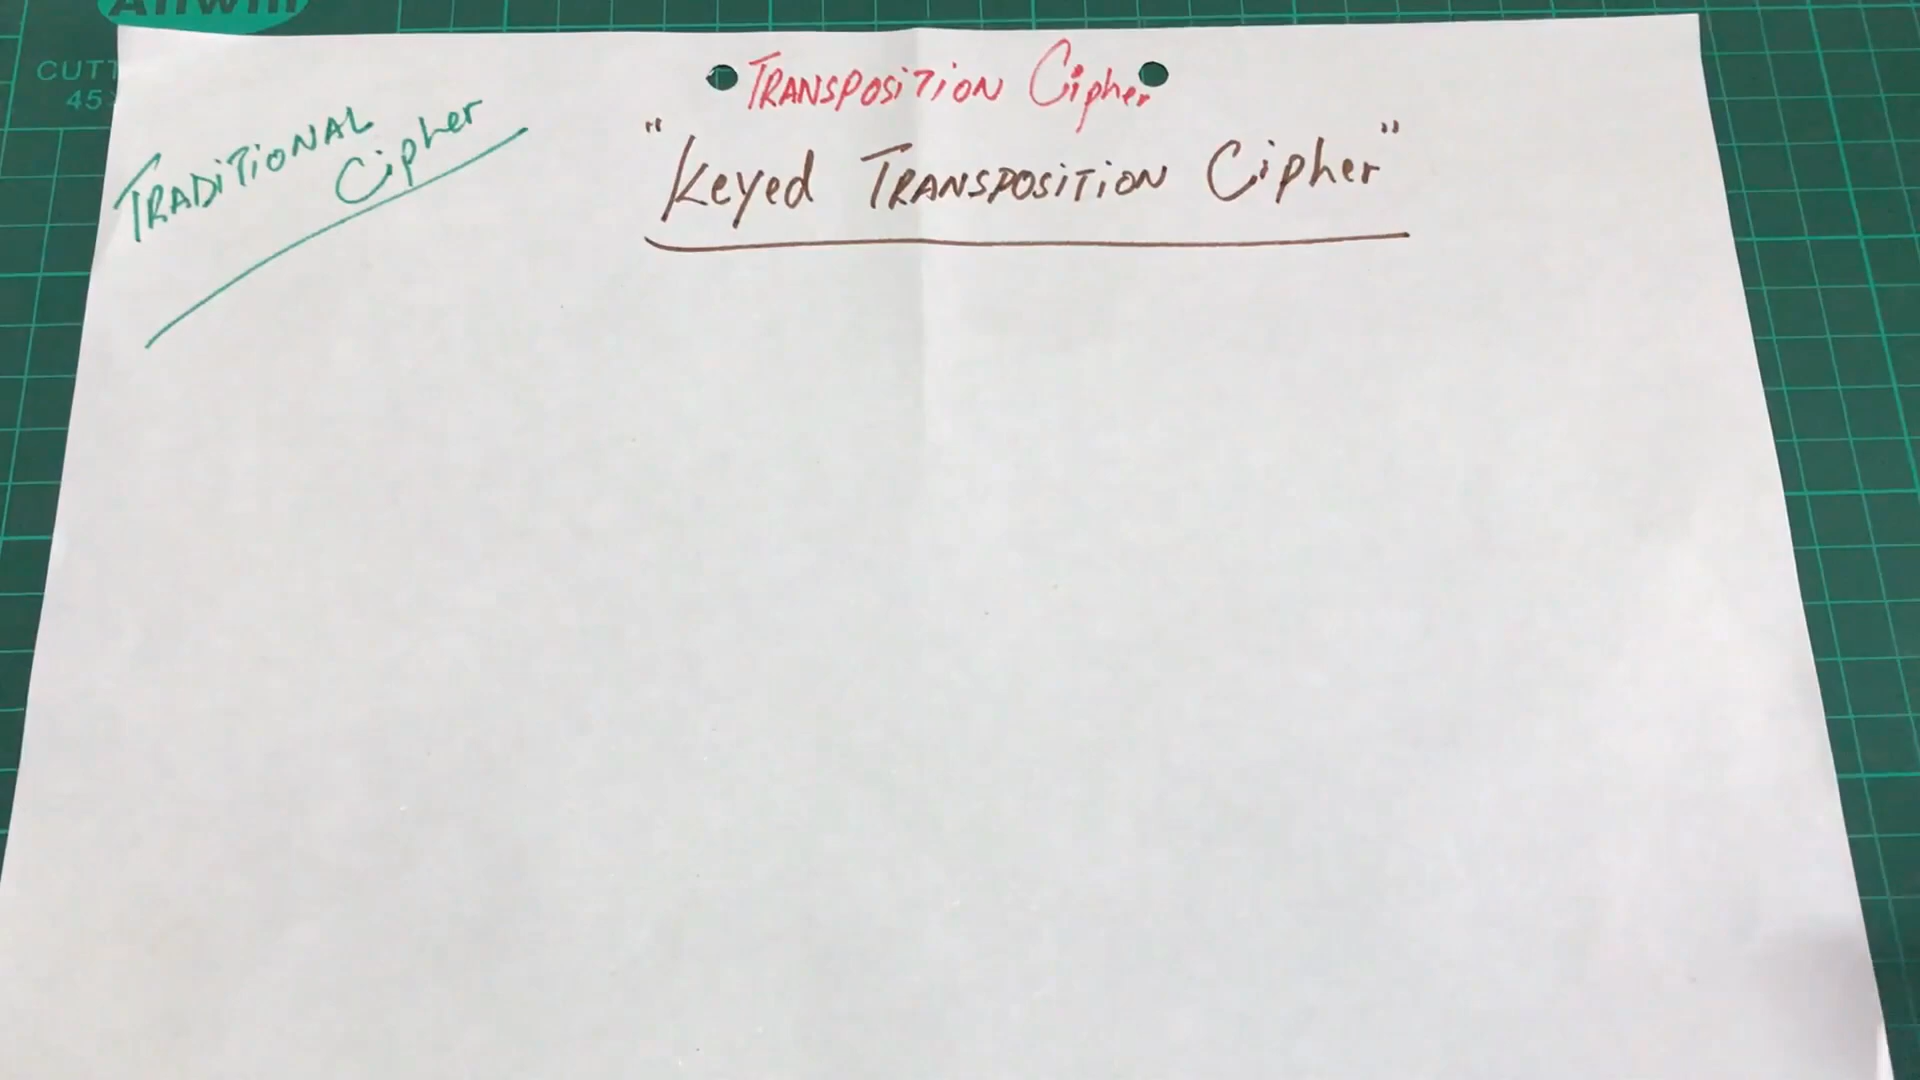 CUTT
45
TRANSPOSITION Cipher
TRADITIONAL
Cipher
"Keyed TRANSPOSITION Cipher"